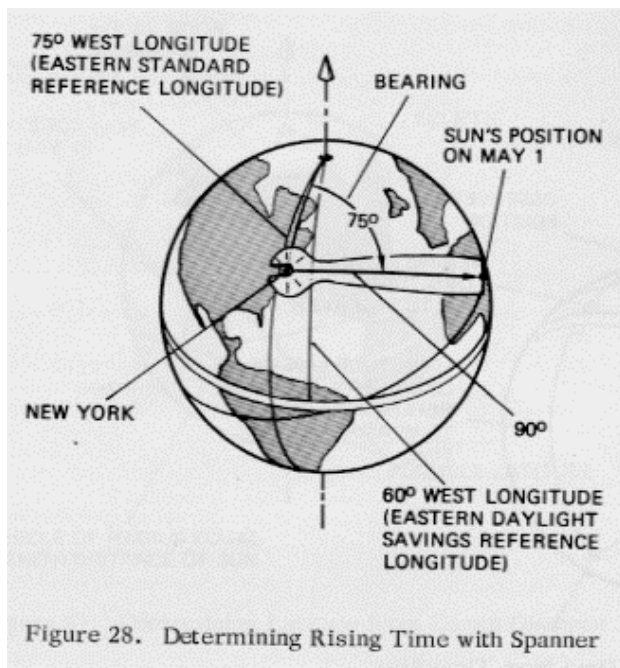 75º WEST LONGITUDE
(EASTERN STANDARD
REFERENCE LONGITUDE)
BEARING
SUN'S POSITION
ON MAY 1
75º
NEW YORK
90º
60º WEST LONGITUDE
(EASTERN DAYLIGHT
SAVINGS REFERENCE
LONGITUDE)
Figure 28. Determining Rising Time with Spanner